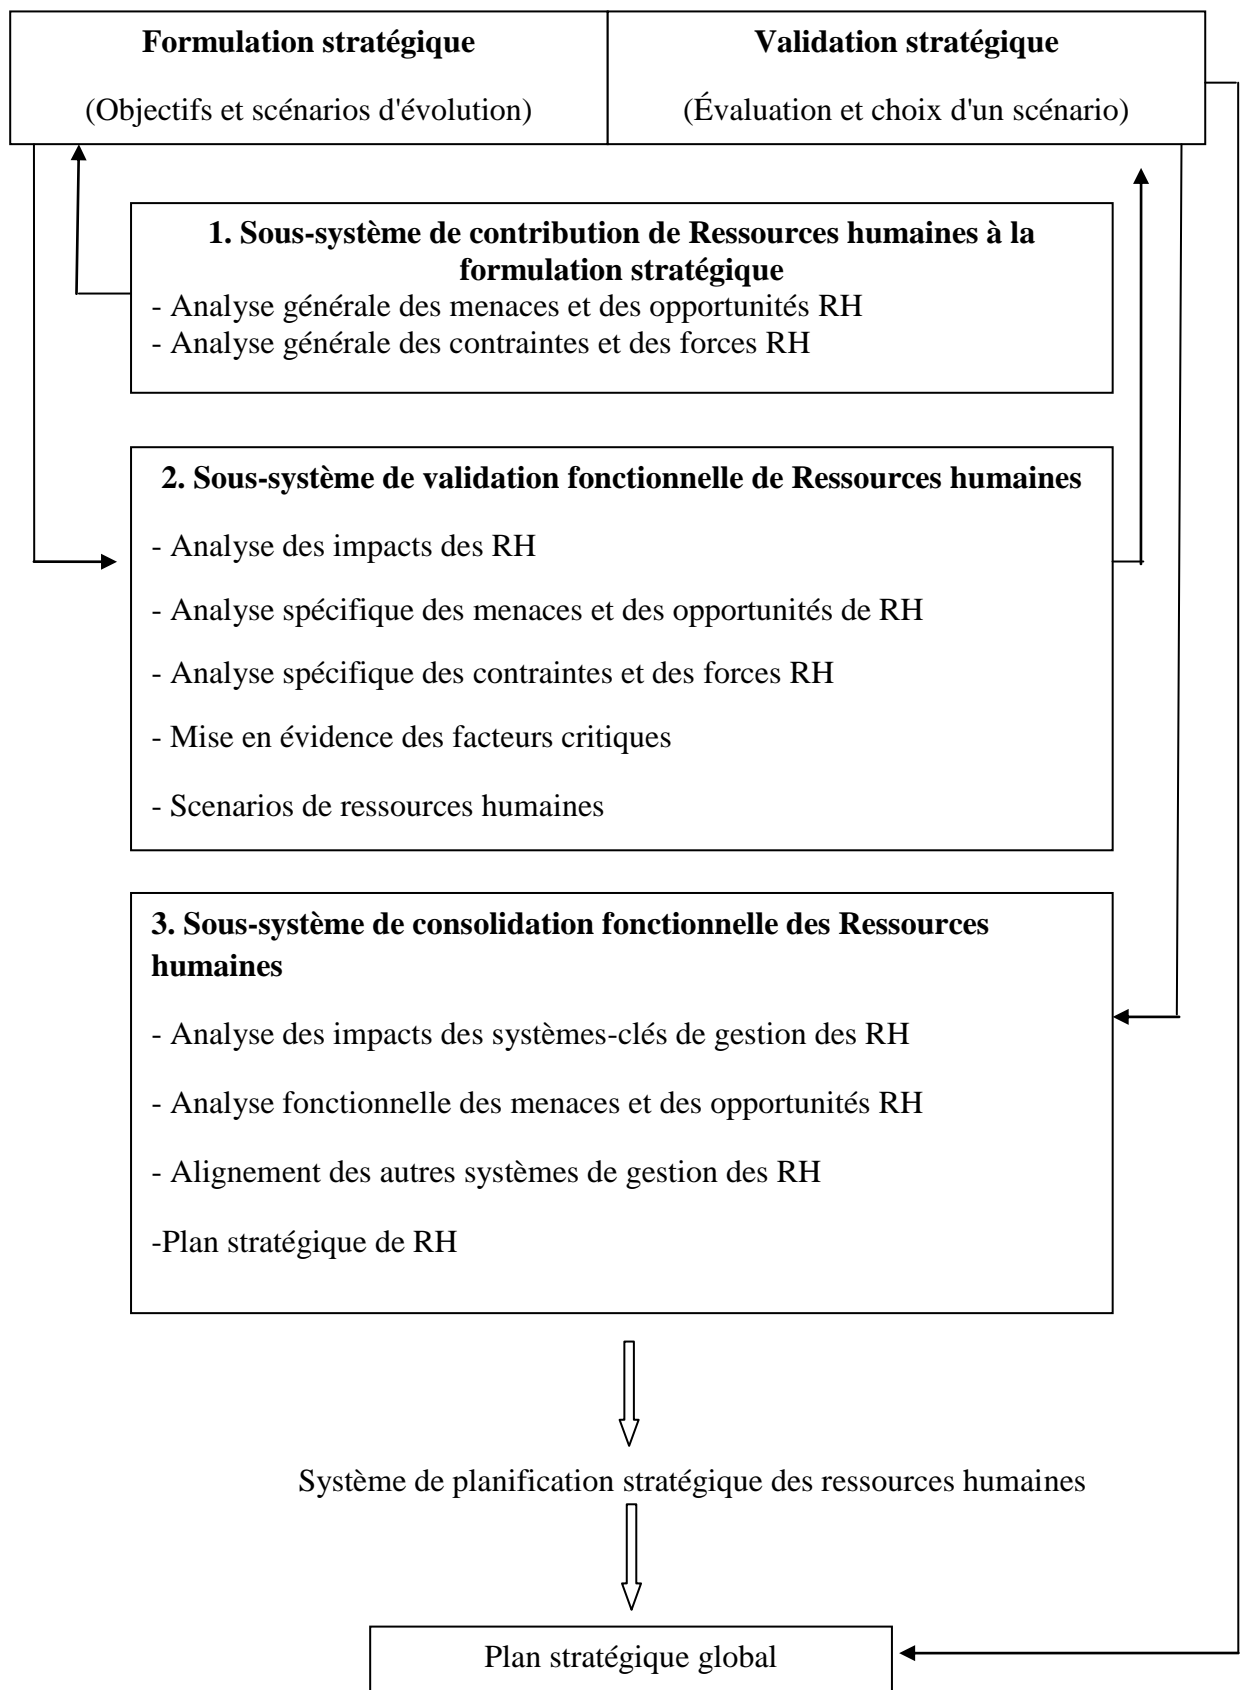 Formulation stratégique
(Objectifs et scénarios d'évolution)
Validation stratégique
(Évaluation et choix d'un scénario)
1. Sous-système de contribution de Ressources humaines à la
formulation stratégique
- Analyse générale des menaces et des opportunités RH
- Analyse générale des contraintes et des forces RH
2. Sous-système de validation fonctionnelle de Ressources humaines
- Analyse des impacts des RH
- Analyse spécifique des menaces et des opportunités de RH
- Analyse spécifique des contraintes et des forces RH
- Mise en évidence des facteurs critiques
- Scenarios de ressources humaines
3. Sous-système de consolidation fonctionnelle des Ressources
humaines
- Analyse des impacts des systèmes-clés de gestion des RH
- Analyse fonctionnelle des menaces et des opportunités RH
- Alignement des autres systèmes de gestion des RH
-Plan stratégique de RH
Système de planification stratégique des ressources humaines
Plan stratégique global